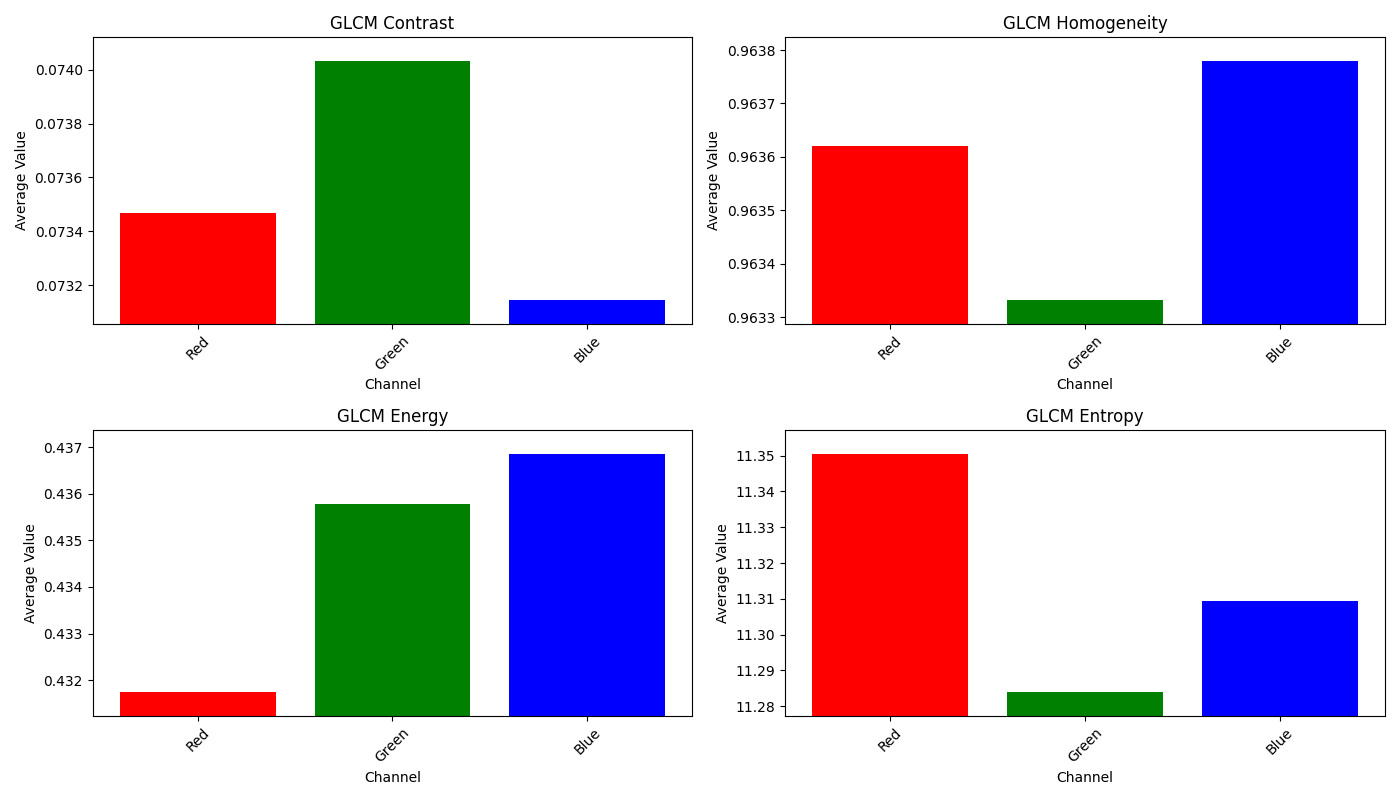 GLCM Contrast
Average Value
0.0740
0.0738
0.0736
0.0734
0.0732
Red
Green
Blue
Channel
GLCM Homogeneity
Average Value
0.9638
0.9637
0.9636
0.9635
0.9634
0.9633
Red
Green
Blue
Channel
GLCM Energy
Average Value
0.437
0.436
0.435
0.434
0.433
0.432
Red
Green
Blue
Channel
GLCM Entropy
Average Value
11.35
11.34
11.33
11.32
11.31
11.30
11.29
11.28
Red
Green
Blue
Channel